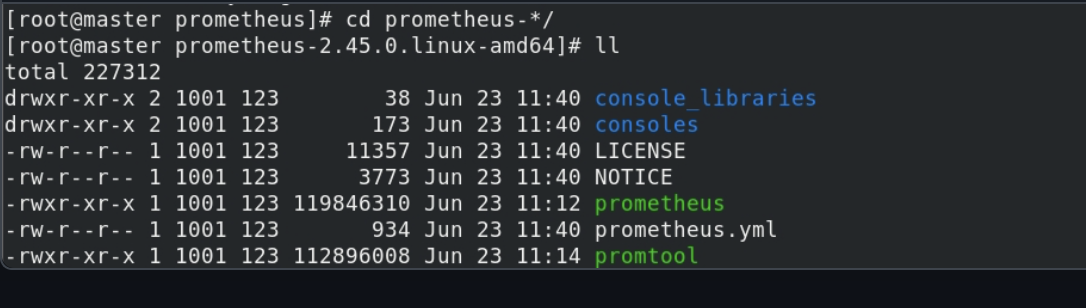 [root@master prometheus]# cd prometheus-*/
[root@master prometheus-2.45.0.linux-amd64]# ll
total 227312
drwxr-xr-x 2 1001 123        38 Jun 23 11:40 console_libraries
drwxr-xr-x 2 1001 123       173 Jun 23 11:40 consoles
-rw-r--r-- 1 1001 123     11357 Jun 23 11:40 LICENSE
-rw-r--r-- 1 1001 123      3773 Jun 23 11:40 NOTICE
-rwxr-xr-x 1 1001 123 119846310 Jun 23 11:12 prometheus
-rw-r--r-- 1 1001 123       934 Jun 23 11:40 prometheus.yml
-rwxr-xr-x 1 1001 123 112896008 Jun 23 11:14 promtool